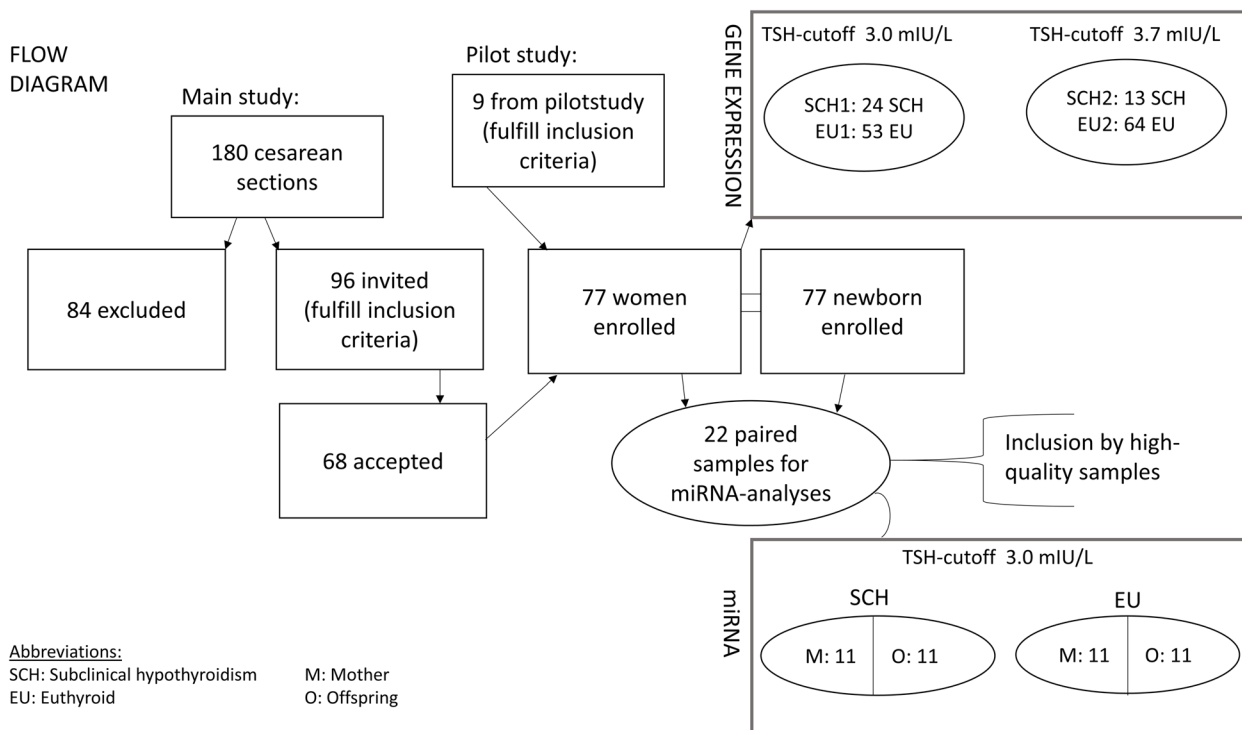 FLOW
DIAGRAM
Main study:
180 cesarean
sections
Pilot study:
9 from pilotstudy
(fulfill inclusion
criteria)
84 excluded
96 invited
(fulfill inclusion
criteria)
68 accepted
77 women
enrolled
77 newborn
enrolled
GENE EXPRESSION
TSH-cutoff 3.0 mIU/L
SCH1: 24 SCH
EU1: 53 EU
TSH-cutoff 3.7 mIU/L
SCH2: 13 SCH
EU2: 64 EU
22 paired
samples for
miRNA-analyses
Inclusion by high-
quality samples
miRNA
TSH-cutoff 3.0 mIU/L
SCH
M: 11 O: 11
EU
M: 11 O: 11
Abbreviations:
SCH: Subclinical hypothyroidism
EU: Euthyroid
M: Mother
O: Offspring